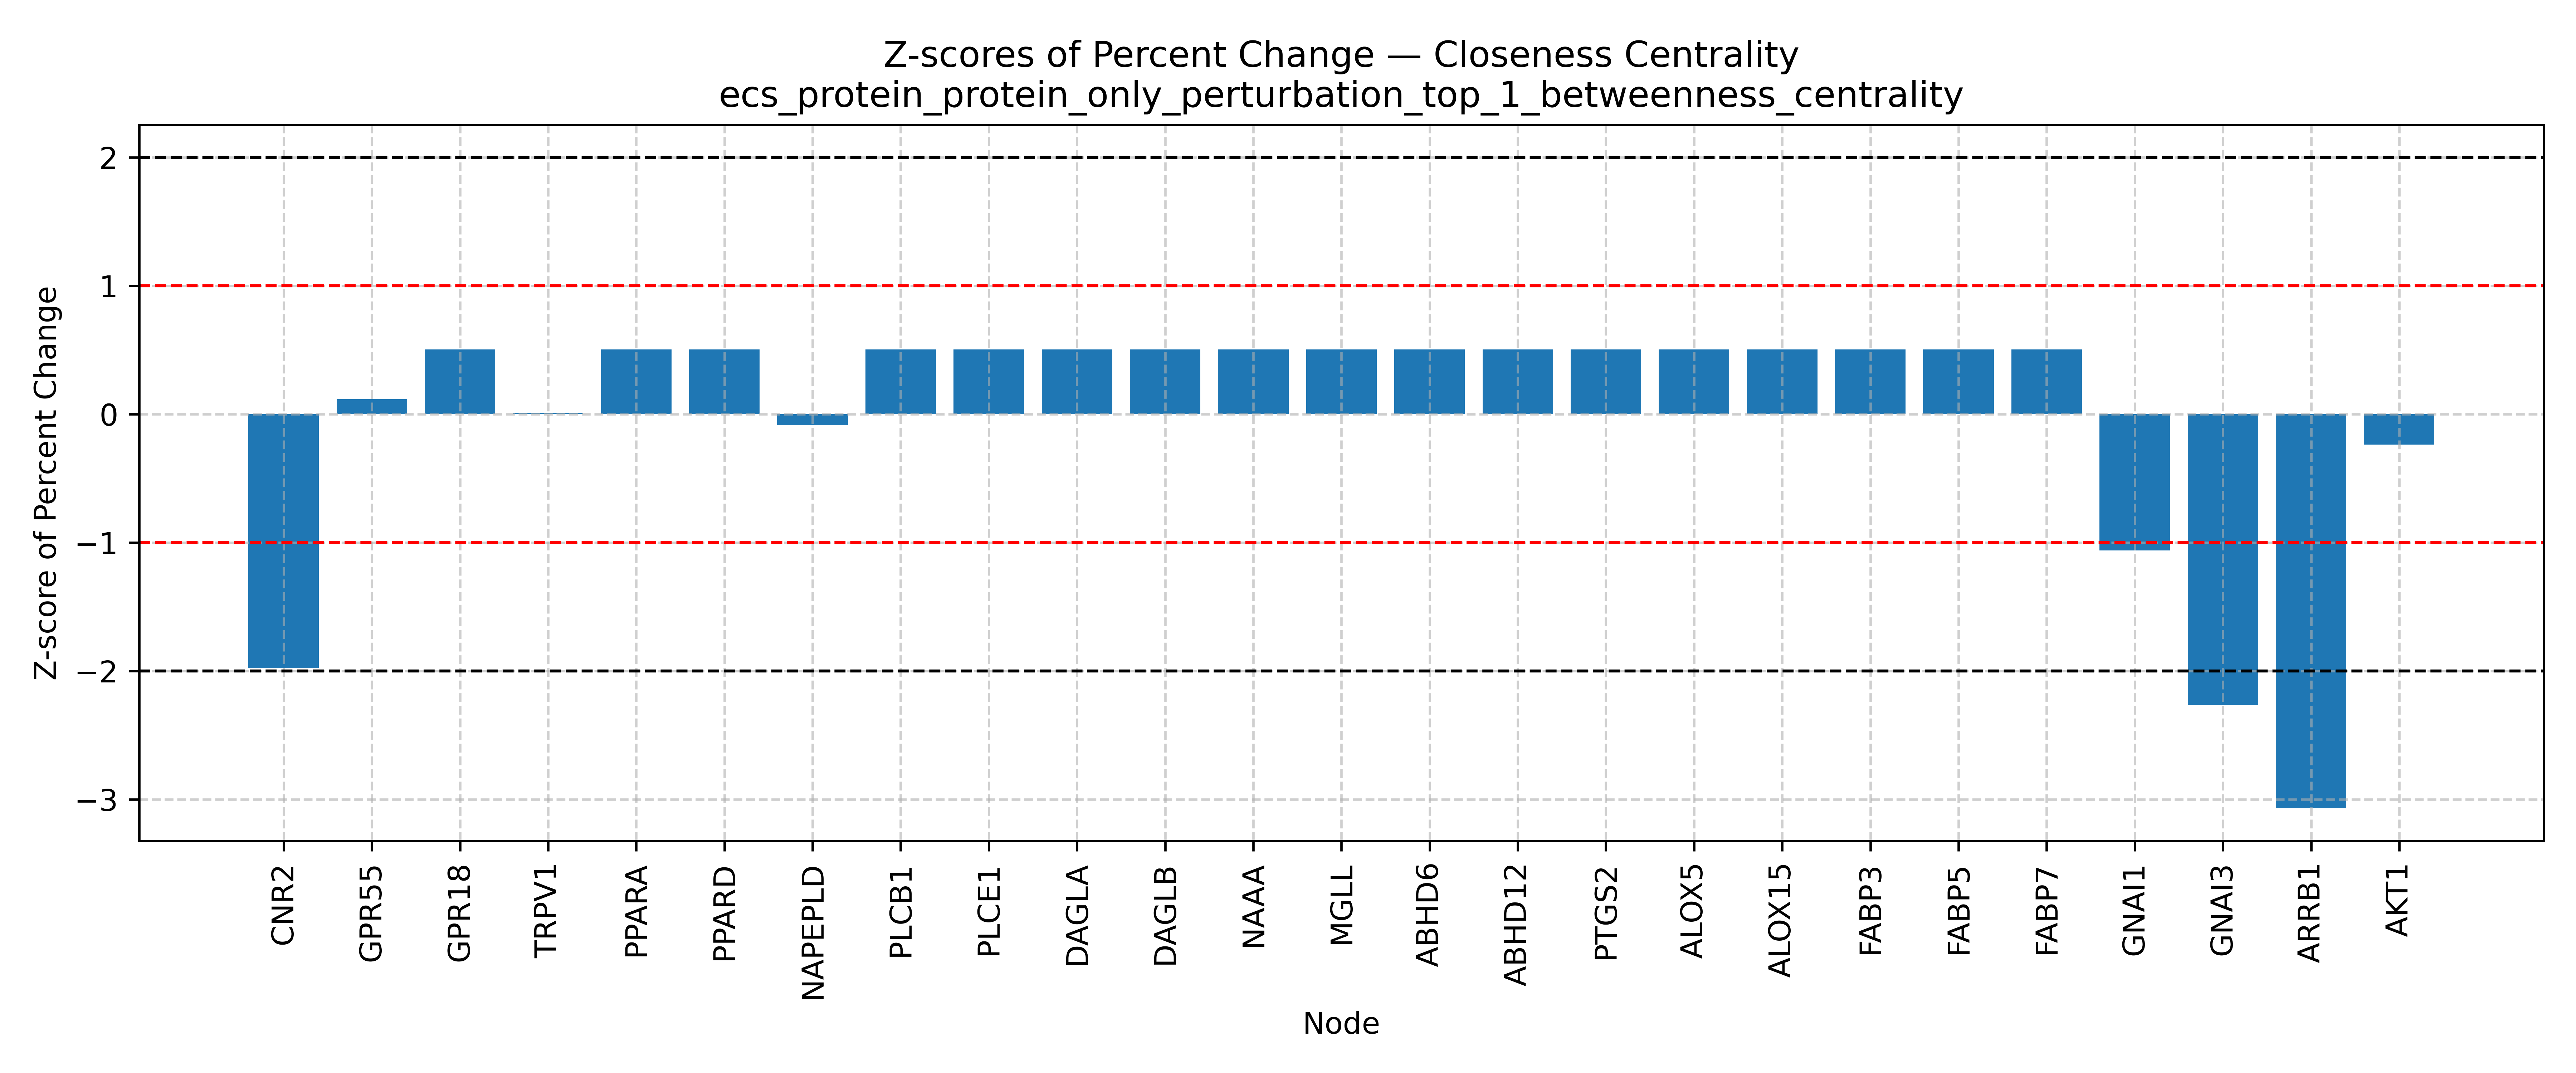 Z-scores of Percent Change — Closeness Centrality
ecs_protein_protein_only_perturbation_top_1_betweenness_centrality
Z-score of Percent Change
2
1
0
−1
−2
−3
CNR2
GPR55
GPR18
TRPV1
PPARA
PPARD
NAPEPLD
PLCB1
PLCE1
DAGLA
DAGLB
NAAA
MGLL
ABHD6
ABHD12
PTGS2
ALOX5
ALOX15
FABP3
FABP5
FABP7
GNAI1
GNAI3
ARRB1
AKT1
Node